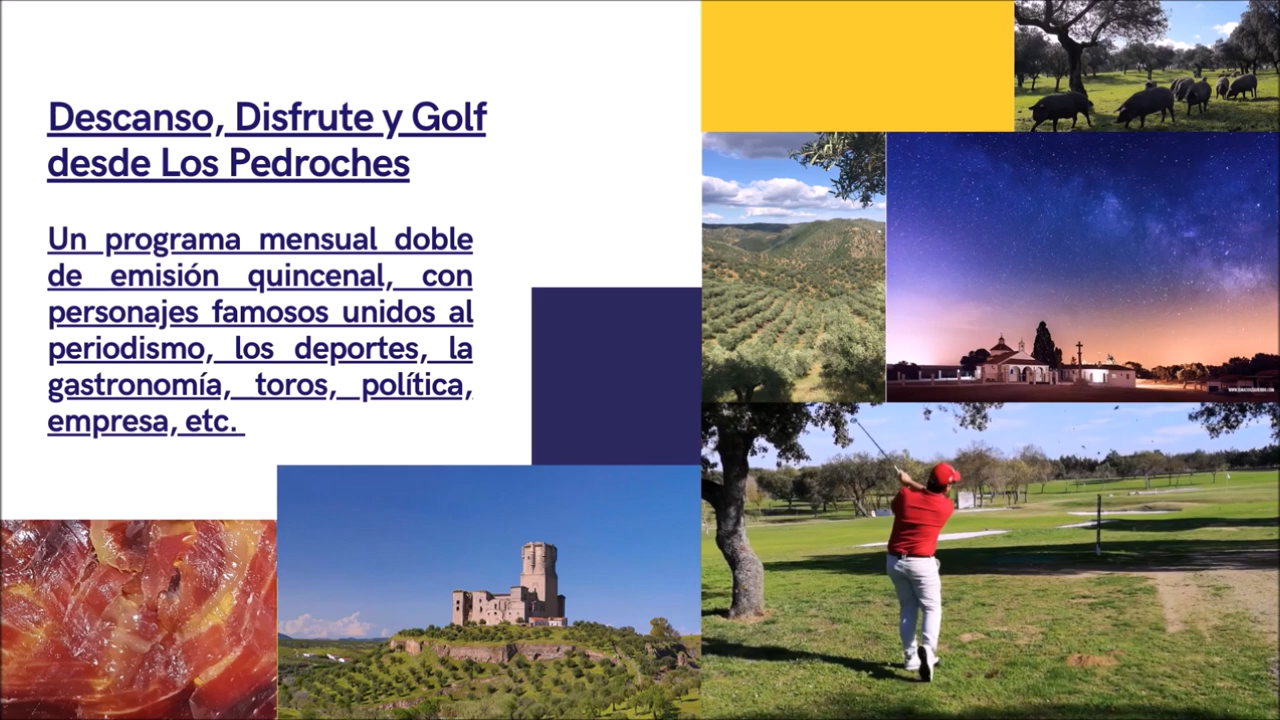 Descanso, Disfrute y Golf
desde Los Pedroches
Un programa mensual doble
de emisión quincenal, con
personajes famosos unidos al
periodismo, los deportes, la
gastronomía, toros, política,
empresa, etc.